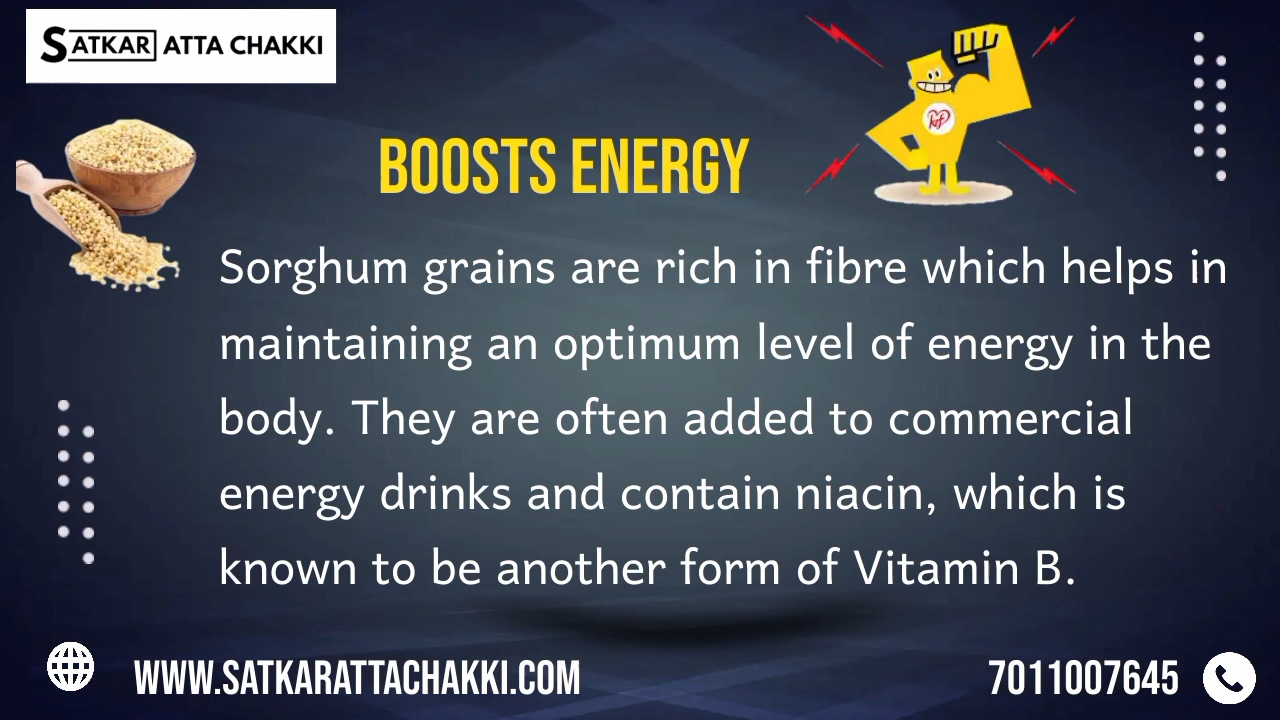 SATKAR ATTA CHAKKI
BOOSTS ENERGY
Sorghum grains are rich in fibre which helps in
maintaining an optimum level of energy in the
body. They are often added to commercial
energy drinks and contain niacin, which is
known to be another form of Vitamin B.
WWW.SATKARATTACHAKKI.COM
7011007645